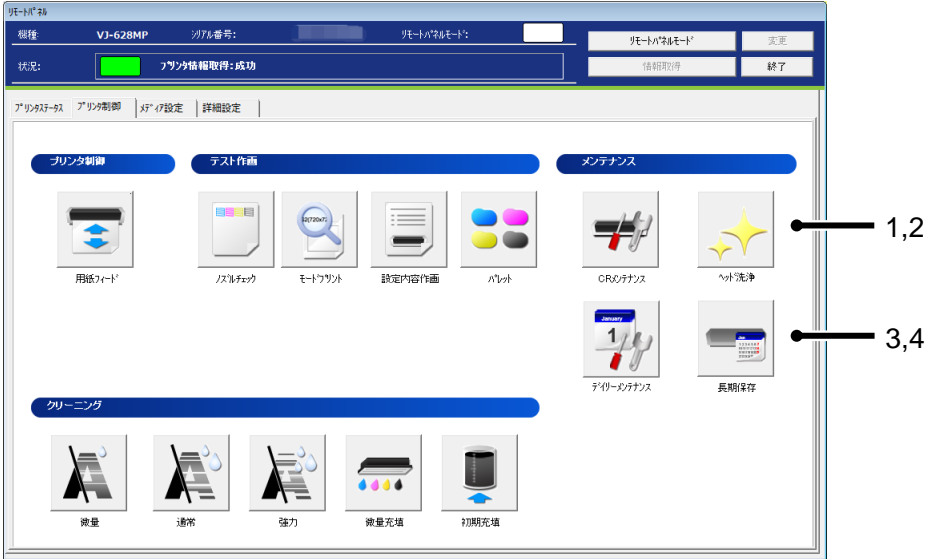 リモートパネル
機種: VJ-628MP シリアル番号: リモートパネルモード:
リモートパネルモード 変更
状況: プリンタ情報取得:成功
情報取得 終了
プリンタステータス プリンタ制御 メディア設定 詳細設定
プリンタ制御 テスト作画 メンテナンス
1,2
用紙フィード ノズルチェック モードプリント 設定内容作画 パレット CRメンテナンス ヘッド洗浄
January
1
3,4
デイリーメンテナンス 長期保存
クリーニング
微量 通常 強力 微量充填 初期充填